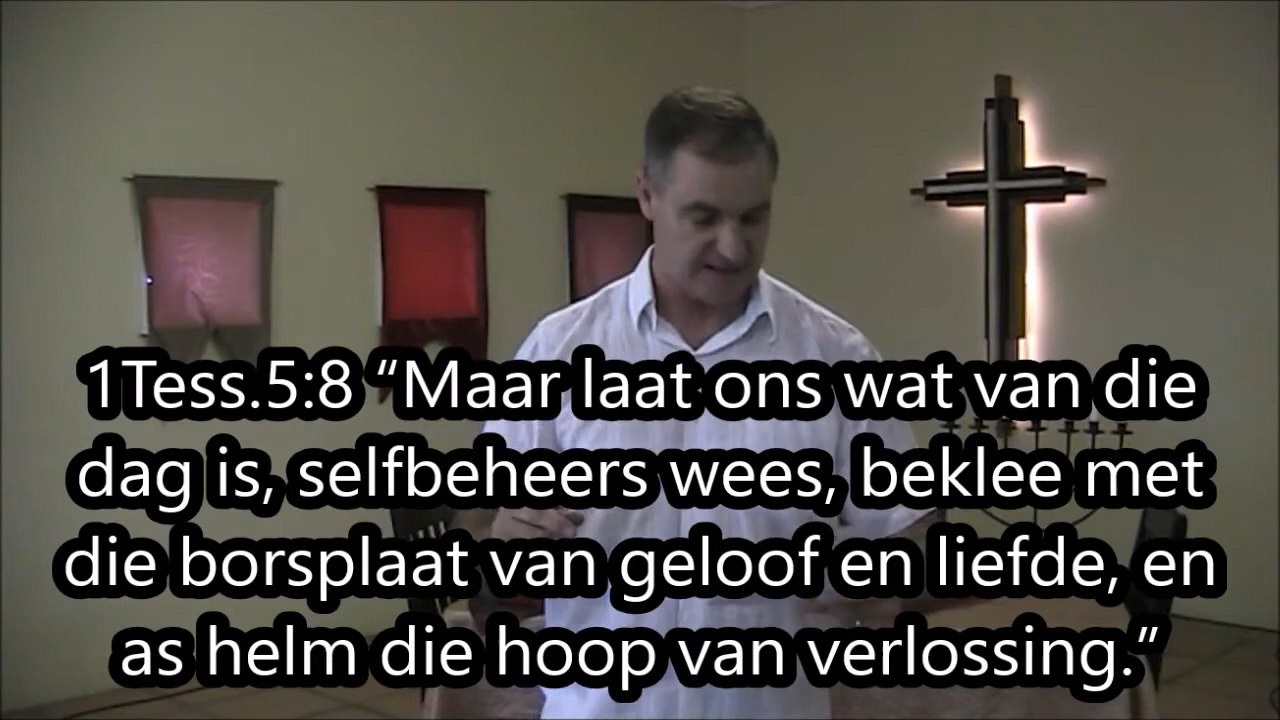 1Tess.5:8 “Maar laat ons wat van die
dag is, selfbeheers wees, beklee met
die borsplaat van geloof en liefde, en
as helm die hoop van verlossing.”